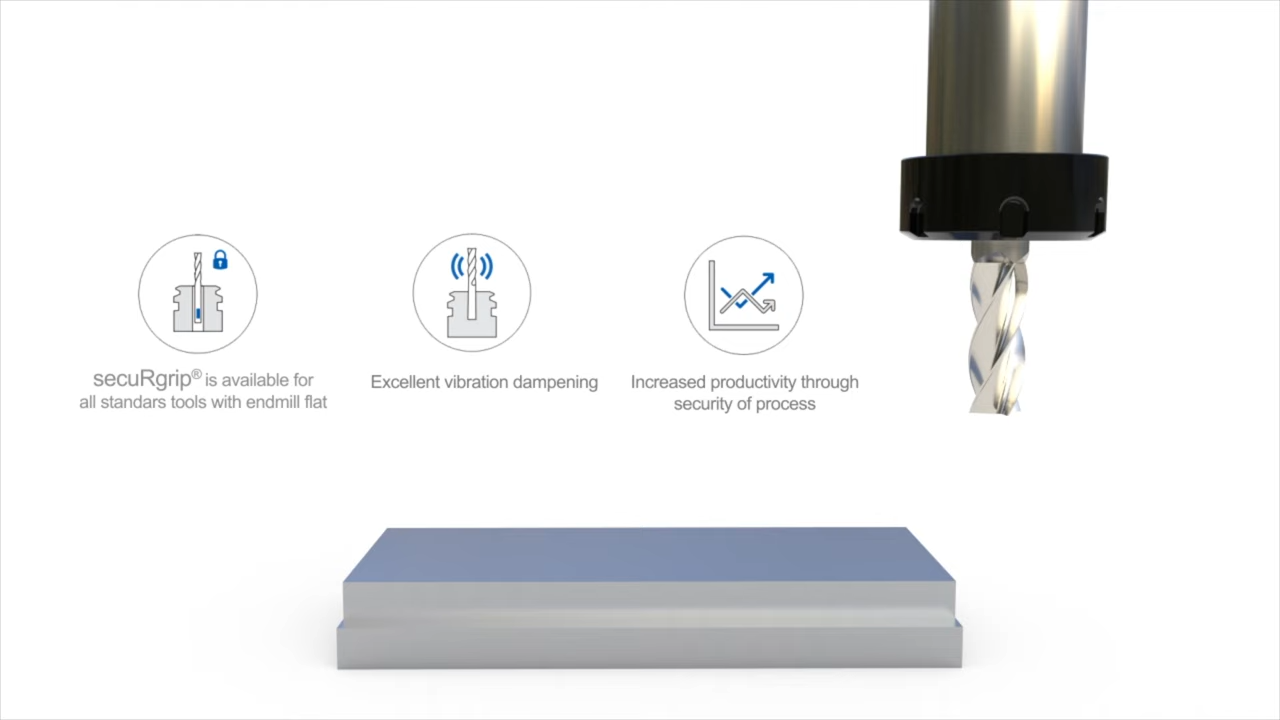 secuRgrip® is available for
all standars tools with endmill flat
Excellent vibration dampening
Increased productivity through
security of process